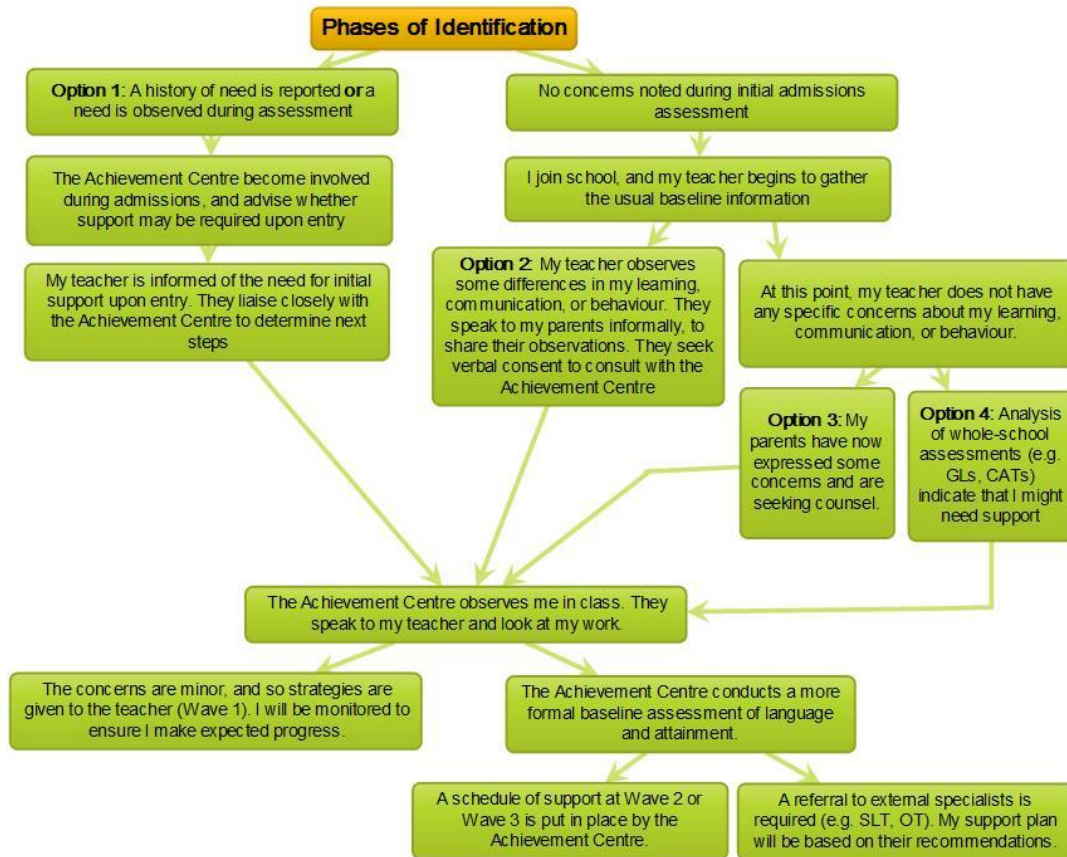 Phases of Identification
Option 1: A history of need is reported or a
need is observed during assessment
No concerns noted during initial admissions
assessment
The Achievement Centre become involved
during admissions, and advise whether
support may be required upon entry
I join school, and my teacher begins to gather
the usual baseline information
My teacher is informed of the need for initial
support upon entry. They liaise closely with
the Achievement Centre to determine next
steps
Option 2: My teacher observes
some differences in my learning,
communication, or behaviour. They
speak to my parents informally, to
share their observations. They seek
verbal consent to consult with the
Achievement Centre
At this point, my teacher does not have
any specific concerns about my learning,
communication, or behaviour.
Option 3: My
parents have now
expressed some
concerns and are
seeking counsel.
Option 4: Analysis
of whole-school
assessments (e.g.
GLs, CATs)
indicate that I might
need support
The Achievement Centre observes me in class. They
speak to my teacher and look at my work.
The concerns are minor, and so strategies are
given to the teacher (Wave 1). I will be monitored to
ensure I make expected progress.
The Achievement Centre conducts a more
formal baseline assessment of language
and attainment.
A schedule of support at Wave 2 or
Wave 3 is put in place by the
Achievement Centre.
A referral to external specialists is
required (e.g. SLT, OT). My support plan
will be based on their recommendations.